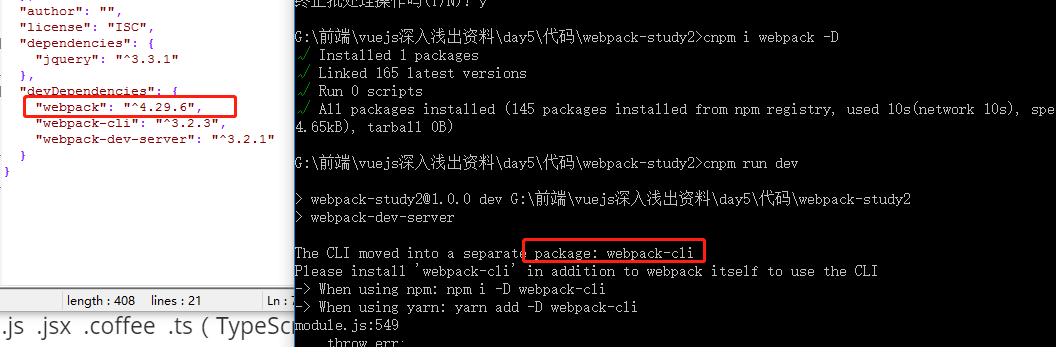 "author": "",
"license": "ISC",
"dependencies": {
"jquery": "^3.3.1"
},
"devDependencies": {
"webpack": "^4.29.6",
"webpack-cli": "^3.2.3",
"webpack-dev-server": "^3.2.1"
}
}
length : 408 lines : 21 Ln : 7
.js .jsx .coffee .ts ( TypeScr
终止批处理操作吗(Y/N)? y
G:\前端\vuejs深入浅出资料\day5\代码\webpack-study2>cnpm i webpack -D
√ Installed 1 packages
√ Linked 165 latest versions
√ Run 0 scripts
√ All packages installed (145 packages installed from npm registry, used 10s(network 10s), spe
4.65kB), tarball 0B)
G:\前端\vuejs深入浅出资料\day5\代码\webpack-study2>cnpm run dev
> webpack-study2@1.0.0 dev G:\前端\vuejs深入浅出资料\day5\代码\webpack-study2
> webpack-dev-server
The CLI moved into a separate package: webpack-cli
Please install 'webpack-cli' in addition to webpack itself to use the CLI
-> When using npm: npm i -D webpack-cli
-> When using yarn: yarn add -D webpack-cli
module.js:549
throw err;